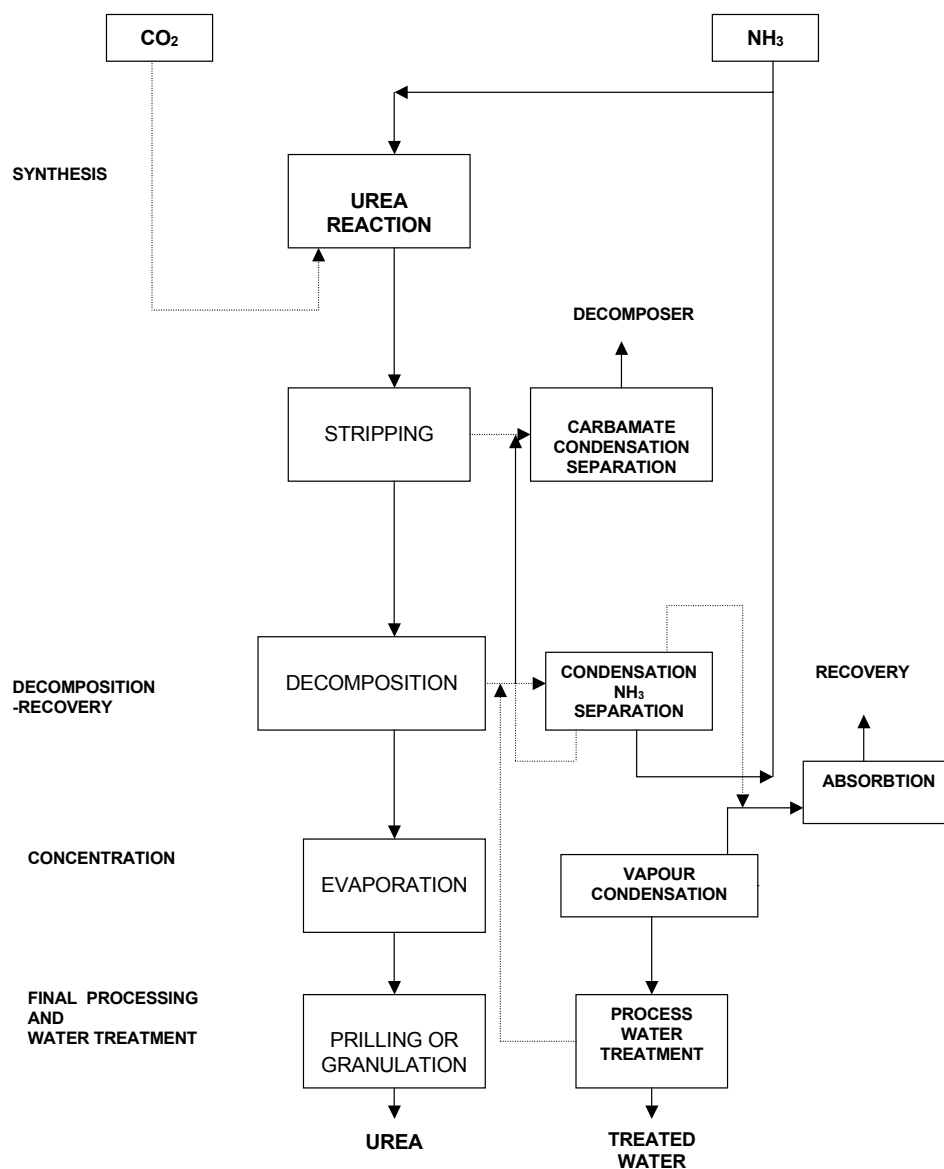 CO₂
NH₃
SYNTHESIS
UREA
REACTION
DECOMPOSER
STRIPPING
CARBAMATE
CONDENSATION
SEPARATION
DECOMPOSITION
-RECOVERY
DECOMPOSITION
CONDENSATION
NH₃
SEPARATION
RECOVERY
ABSORBTION
CONCENTRATION
EVAPORATION
VAPOUR
CONDENSATION
FINAL PROCESSING
AND
WATER TREATMENT
PRILLING OR
GRANULATION
PROCESS
WATER
TREATMENT
UREA
TREATED
WATER